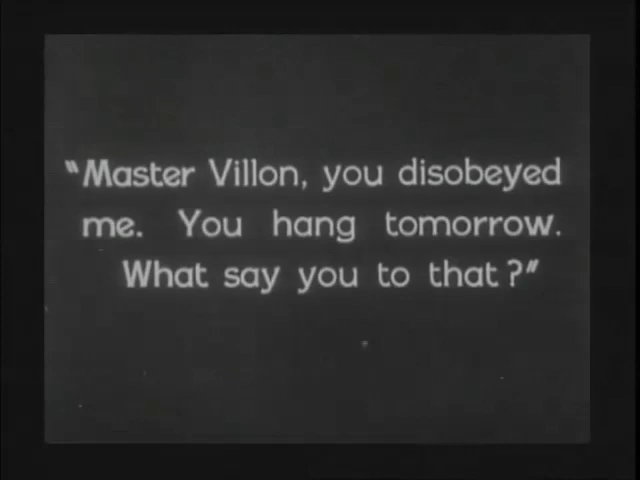 "Master Villon, you disobeyed
me. You hang tomorrow.
What say you to that?"